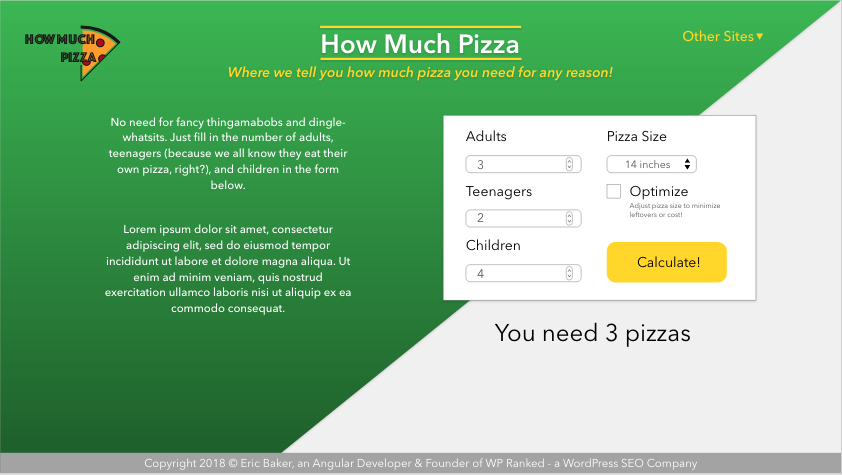 HOW MUCH
PIZZA
How Much Pizza
Where we tell you how much pizza you need for any reason!
Other Sites▾
No need for fancy thingamabobs and dingle-
whatsits. Just fill in the number of adults,
teenagers (because we all know they eat their
own pizza, right?), and children in the form
below.
Lorem ipsum dolor sit amet, consectetur
adipiscing elit, sed do eiusmod tempor
incididunt ut labore et dolore magna aliqua. Ut
enim ad minim veniam, quis nostrud
exercitation ullamco laboris nisi ut aliquip ex ea
commodo consequat.
Adults
3
Teenagers
2
Children
4
Pizza Size
14 inches
Optimize
Adjust pizza size to minimize
leftovers or cost!
Calculate!
You need 3 pizzas
Copyright 2018 © Eric Baker, an Angular Developer & Founder of WP Ranked - a WordPress SEO Company